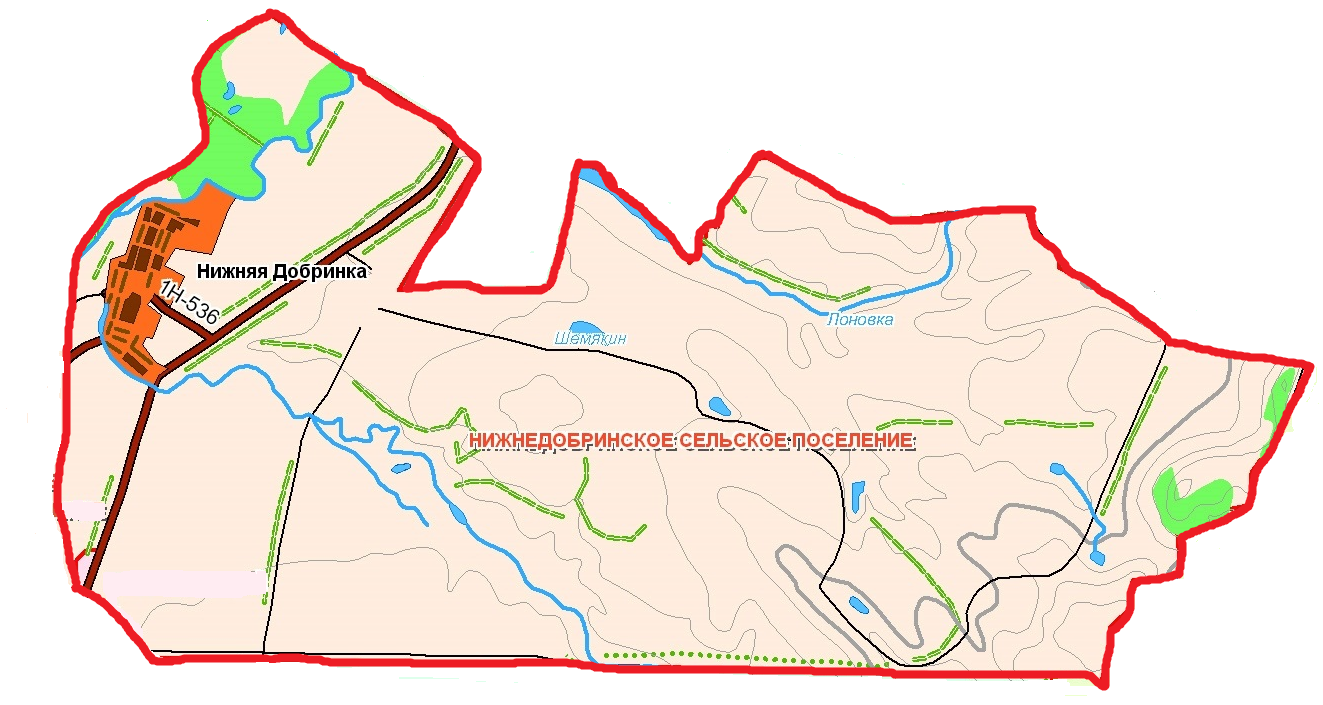 Нижняя Добринка
1Н-536
Шемякин
Лоновка
НИЖНЕДОБРИНСКОЕ СЕЛЬСКОЕ ПОСЕЛЕНИЕ